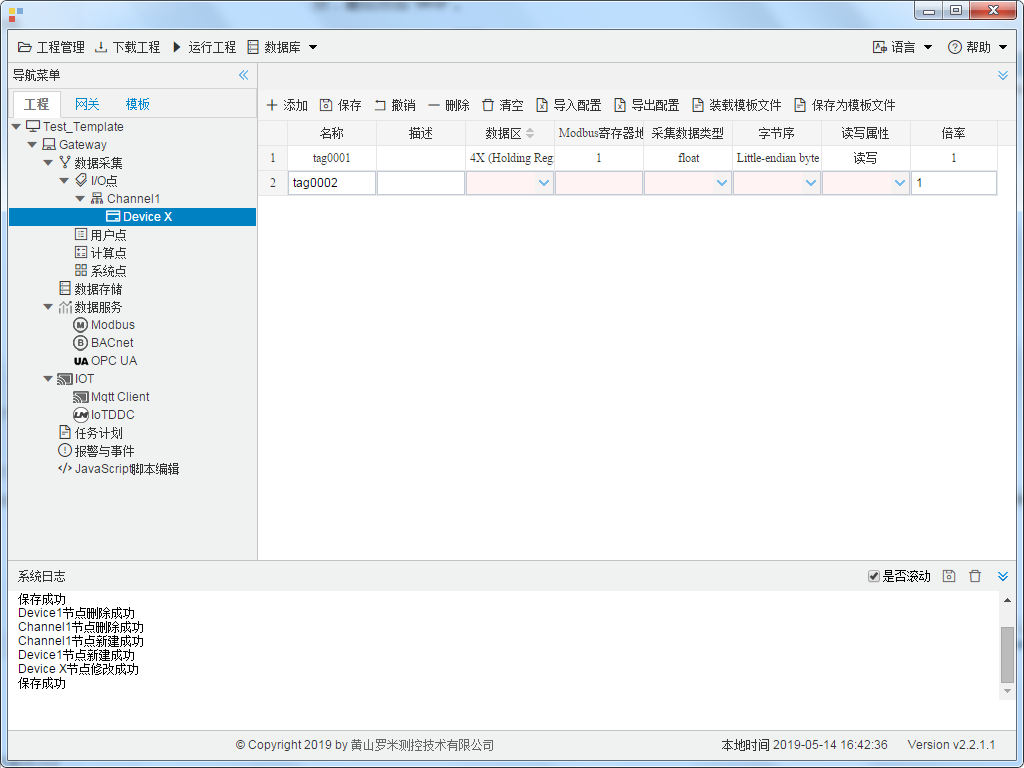 工程管理 下载工程 运行工程 数据库 语言 帮助
导航菜单
工程 网关 模板
添加 保存 撤销 删除 清空 导入配置 导出配置 装载模板文件 保存为模板文件
名称 描述 数据区 Modbus寄存器地 采集数据类型 字节序 读写属性 倍率
1 tag0001 4X (Holding Reg 1 float Little-endian byte 读写 1
2 tag0002 1
Test_Template
Gateway
数据采集
I/O点
Channel1
Device X
用户点
计算点
系统点
数据存储
数据服务
M Modbus
B BACnet
UA OPC UA
IOT
Mqtt Client
IoTDDC
任务计划
报警与事件
</> JavaScript脚本编辑
系统日志 是否滚动
保存成功
Device1节点删除成功
Channel1节点删除成功
Channel1节点新建成功
Device1节点新建成功
Device X节点修改成功
保存成功
© Copyright 2019 by 黄山罗米测控技术有限公司 本地时间 2019-05-14 16:42:36 Version v2.2.1.1